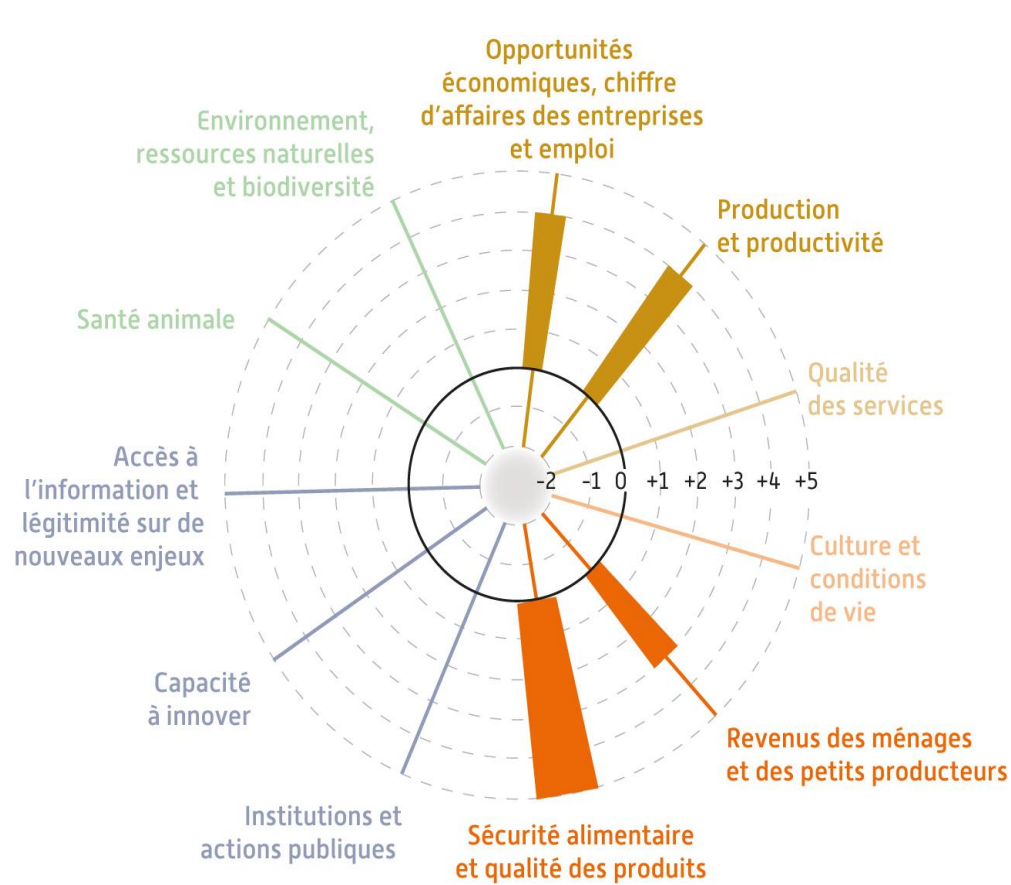 Opportunités
économiques, chiffre
d'affaires des entreprises
et emploi
Environnement,
ressources naturelles
et biodiversité
Production
et productivité
Santé animale
Qualité
des services
Accès à
l'information et
légitimité sur de
nouveaux enjeux
-2 -1 0 +1 +2 +3 +4 +5
Culture et
conditions
de vie
Capacité
à innover
Revenus des ménages
et des petits producteurs
Institutions et
actions publiques
Sécurité alimentaire
et qualité des produits